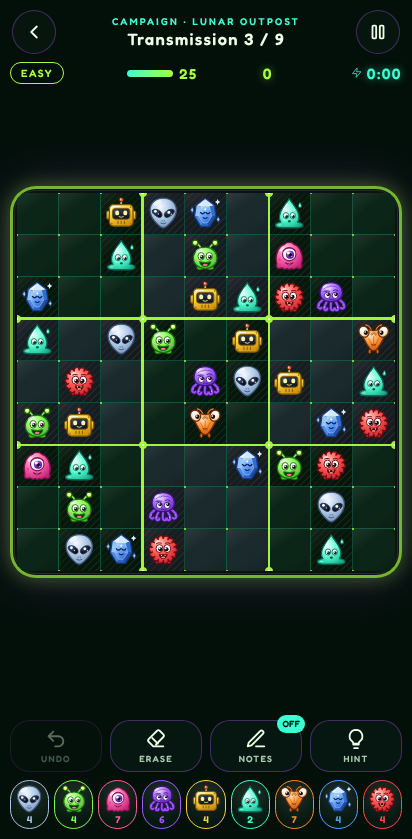 CAMPAIGN · LUNAR OUTPOST
Transmission 3 / 9
EASY 25 0 0:00
OFF
UNDO ERASE NOTES HINT
4 4 7 6 4 2 7 4 4